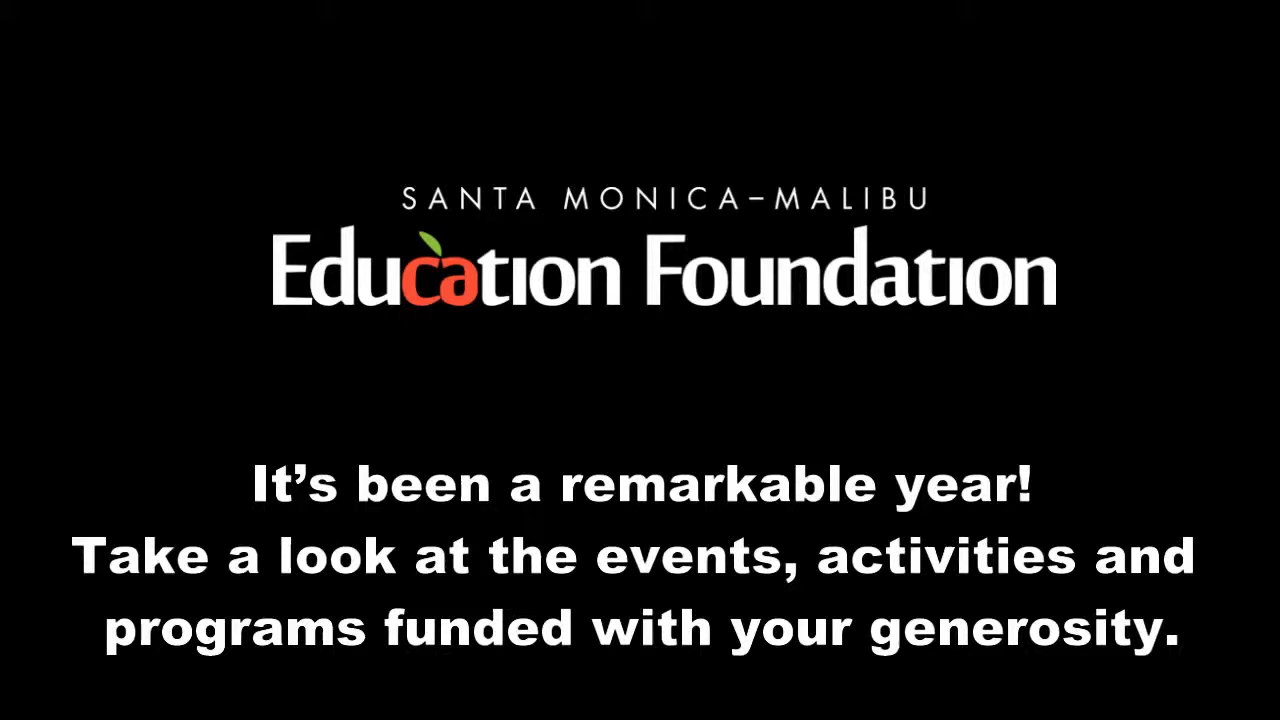 SANTA MONICA–MALIBU
Education Foundation
It’s been a remarkable year!
Take a look at the events, activities and
programs funded with your generosity.